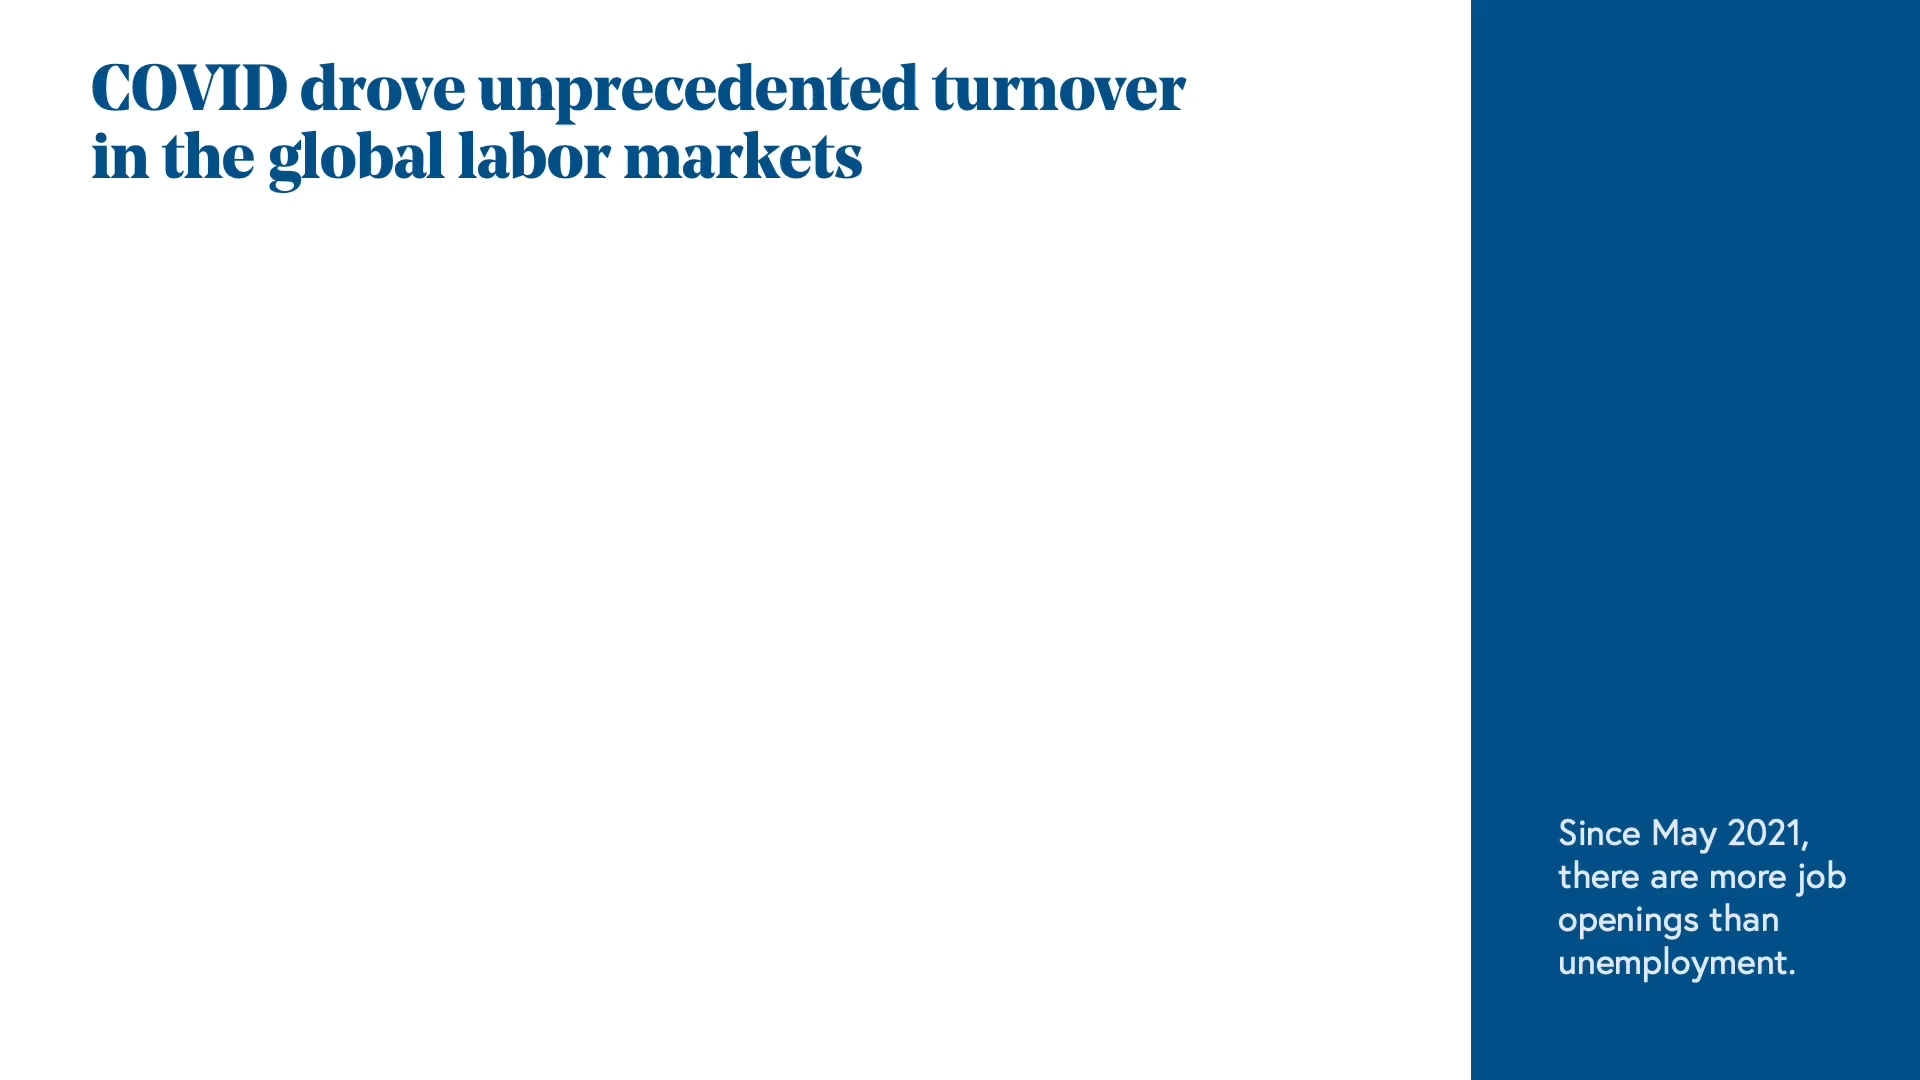 COVID drove unprecedented turnover
in the global labor markets
Since May 2021,
there are more job
openings than
unemployment.